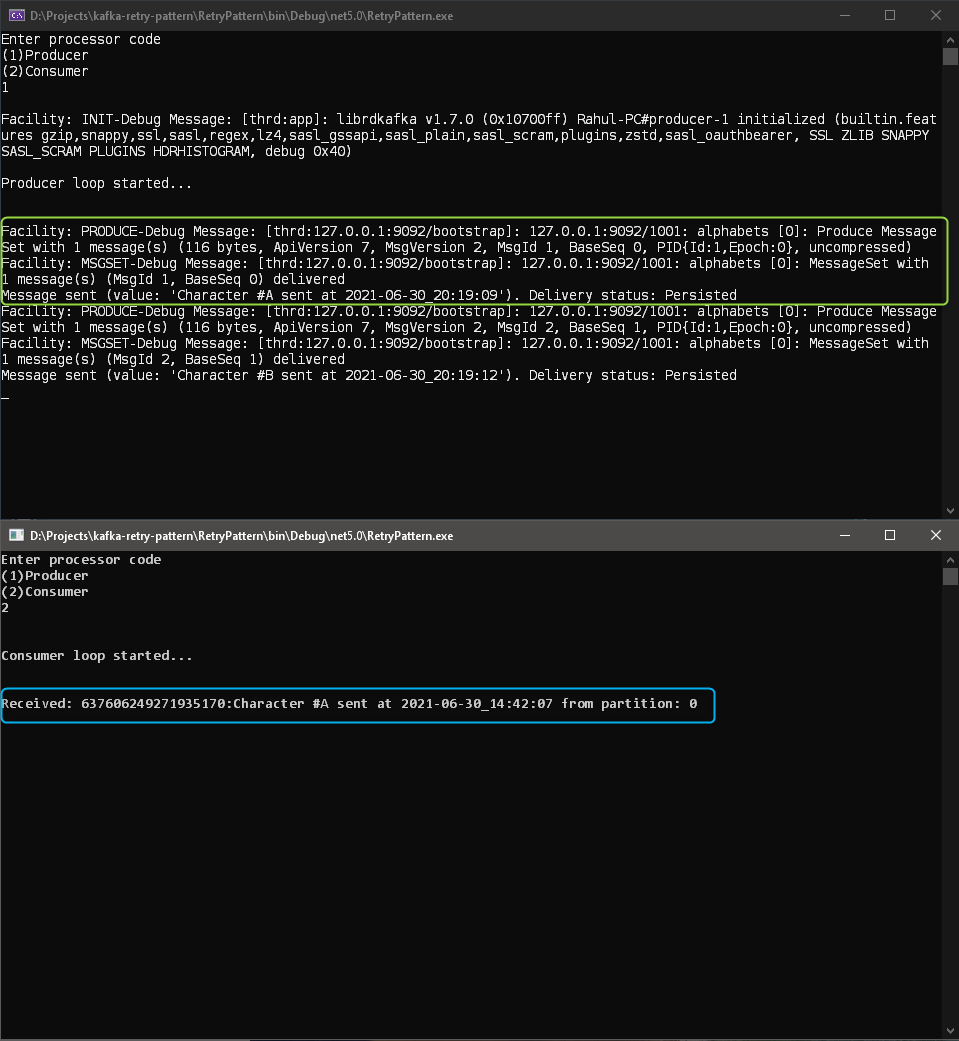 D:\Projects\kafka-retry-pattern\RetryPattern\bin\Debug\net5.0\RetryPattern.exe
Enter processor code
(1)Producer
(2)Consumer
1
Facility: INIT-Debug Message: [thrd:app]: librdkafka v1.7.0 (0x10700ff) Rahul-PC#producer-1 initialized (builtin.feat
ures gzip,snappy,ssl,sasl,regex,lz4,sasl_gssapi,sasl_plain,sasl_scram,plugins,zstd,sasl_oauthbearer, SSL ZLIB SNAPPY
SASL_SCRAM PLUGINS HDRHISTOGRAM, debug 0x40)
Producer loop started...
Facility: PRODUCE-Debug Message: [thrd:127.0.0.1:9092/bootstrap]: 127.0.0.1:9092/1001: alphabets [0]: Produce Message
Set with 1 message(s) (116 bytes, ApiVersion 7, MsgVersion 2, MsgId 1, BaseSeq 0, PID{Id:1,Epoch:0}, uncompressed)
Facility: MSGSET-Debug Message: [thrd:127.0.0.1:9092/bootstrap]: 127.0.0.1:9092/1001: alphabets [0]: MessageSet with
1 message(s) (MsgId 1, BaseSeq 0) delivered
Message sent (value: 'Character #A sent at 2021-06-30_20:19:09'). Delivery status: Persisted
Facility: PRODUCE-Debug Message: [thrd:127.0.0.1:9092/bootstrap]: 127.0.0.1:9092/1001: alphabets [0]: Produce Message
Set with 1 message(s) (116 bytes, ApiVersion 7, MsgVersion 2, MsgId 2, BaseSeq 1, PID{Id:1,Epoch:0}, uncompressed)
Facility: MSGSET-Debug Message: [thrd:127.0.0.1:9092/bootstrap]: 127.0.0.1:9092/1001: alphabets [0]: MessageSet with
1 message(s) (MsgId 2, BaseSeq 1) delivered
Message sent (value: 'Character #B sent at 2021-06-30_20:19:12'). Delivery status: Persisted
D:\Projects\kafka-retry-pattern\RetryPattern\bin\Debug\net5.0\RetryPattern.exe
Enter processor code
(1)Producer
(2)Consumer
2
Consumer loop started...
Received: 637606249271935170:Character #A sent at 2021-06-30_14:42:07 from partition: 0